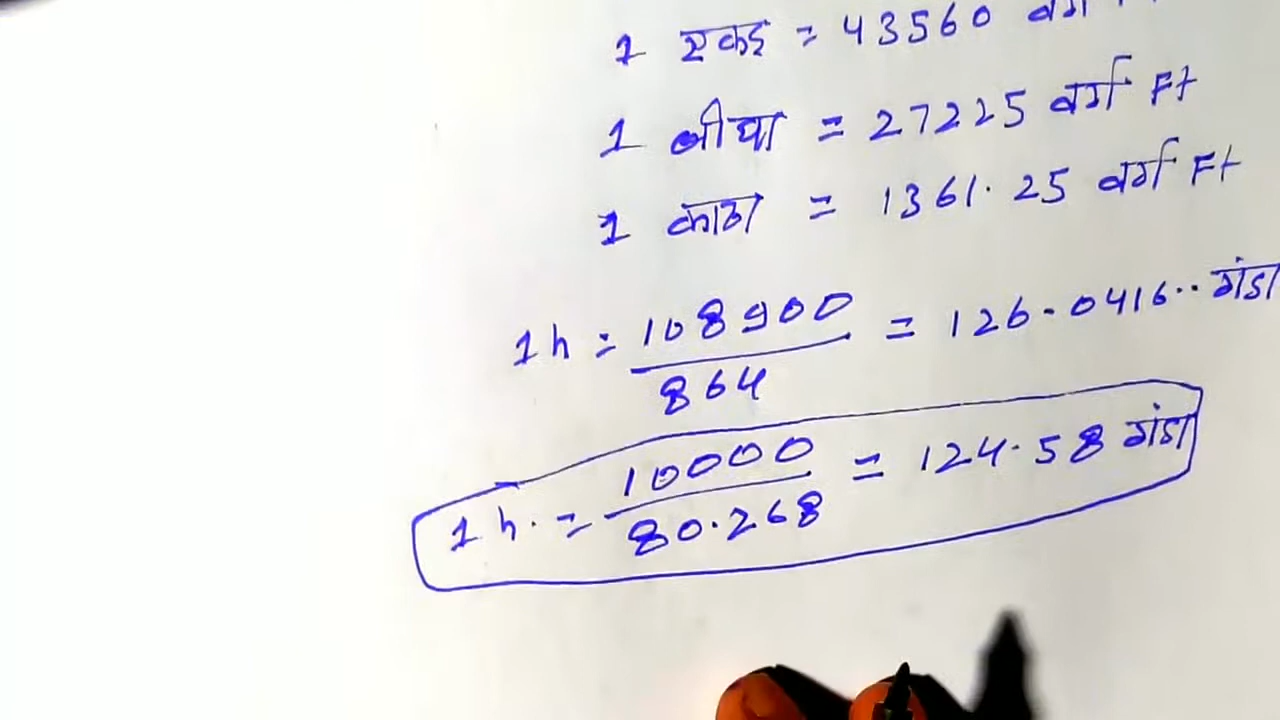 1 एकड़ = 43560 वर्ग
1 बीघा = 27225 वर्ग Ft
1 काठा = 1361.25 वर्ग Ft
1 h = 108900 / 864 = 126.0416.. गंडा
1 h. = 10000 / 80.268 = 124.58 गंडा